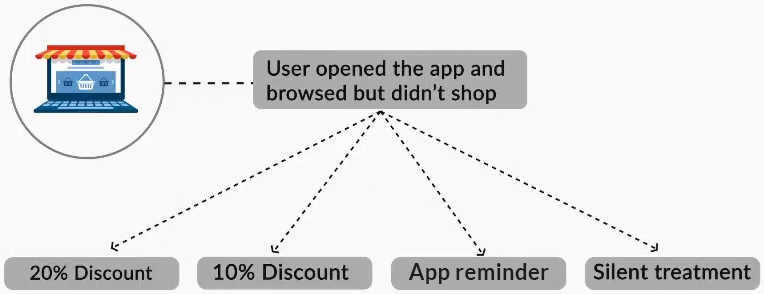 User opened the app and
browsed but didn't shop
20% Discount
10% Discount
App reminder
Silent treatment